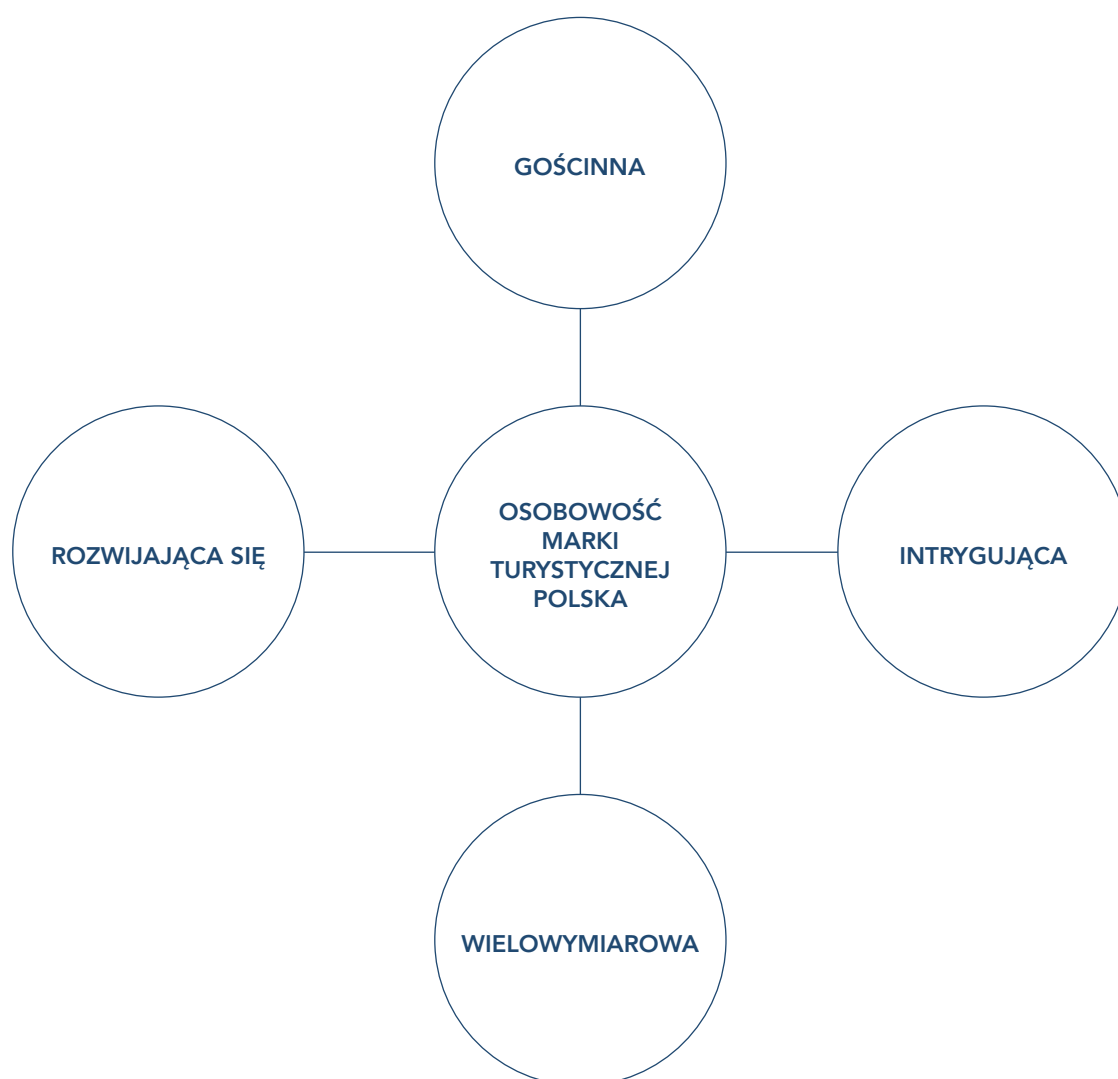 GOŚCINNA
ROZWIJAJĄCA SIĘ
OSOBOWOŚĆ
MARKI
TURYSTYCZNEJ
POLSKA
INTRYGUJĄCA
WIELOWYMIAROWA